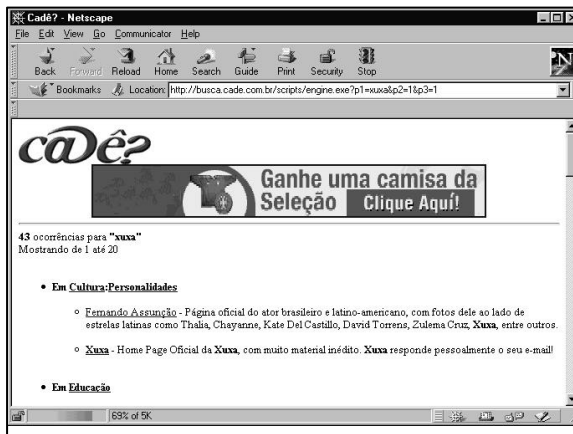 Cadê? - Netscape
File Edit View Go Communicator Help
Back Forward Reload Home Search Guide Print Security Stop
N
Bookmarks Location: http://busca.cade.com.br/scripts/engine.exe?p1=xuxa&p2=1&p3=1
c@dê?
Ganhe uma camisa da
Seleção Clique Aquí!
43 ocorrências para "xuxa"
Mostrando de 1 até 20
• Em Cultura:Personalidades
Fernando Assunção - Página oficial do ator brasileiro e latino-americano, com fotos dele ao lado de
estrelas latinas como Thalia, Chayanne, Kate Del Castillo, David Torrens, Zulema Cruz, Xuxa, entre outros.
Xuxa - Home Page Oficial da Xuxa, com muito material inédito. Xuxa responde pessoalmente o seu e-mail!
• Em Educação
69% of 5K